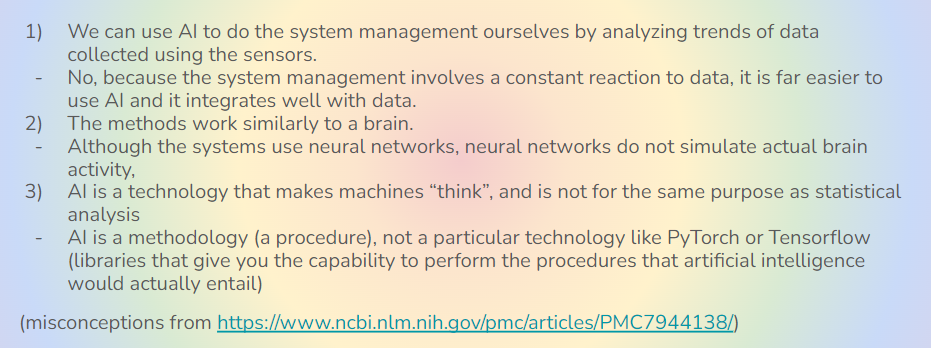 1) We can use AI to do the system management ourselves by analyzing trends of data
collected using the sensors.
- No, because the system management involves a constant reaction to data, it is far easier to
use AI and it integrates well with data.
2) The methods work similarly to a brain.
- Although the systems use neural networks, neural networks do not simulate actual brain
activity,
3) AI is a technology that makes machines “think”, and is not for the same purpose as statistical
analysis
- AI is a methodology (a procedure), not a particular technology like PyTorch or Tensorflow
(libraries that give you the capability to perform the procedures that artificial intelligence
would actually entail)
(misconceptions from https://www.ncbi.nlm.nih.gov/pmc/articles/PMC7944138/)